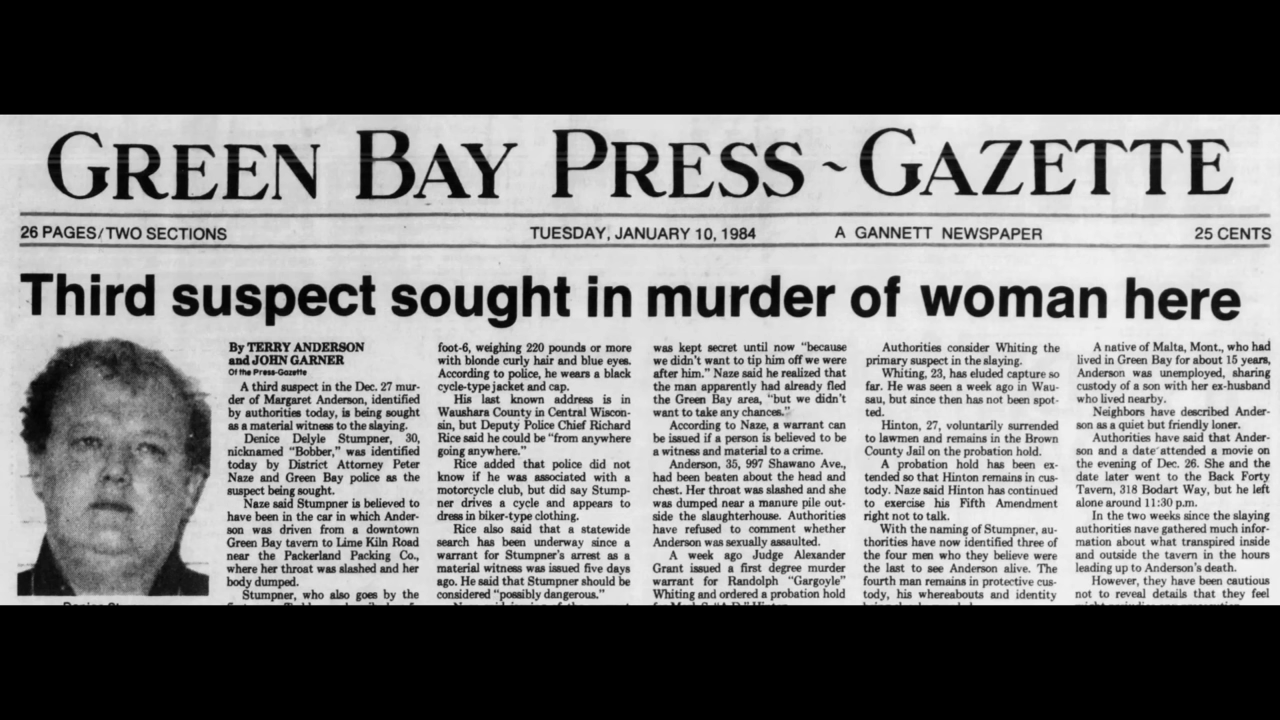 GREEN BAY PRESS~GAZETTE
26 PAGES/TWO SECTIONS TUESDAY, JANUARY 10, 1984 A GANNETT NEWSPAPER 25 CENTS
Third suspect sought in murder of woman here
By TERRY ANDERSON
and JOHN GARNER
Of the Press-Gazette
A third suspect in the Dec. 27 mur-
der of Margaret Anderson, identified
by authorities today, is being sought
as a material witness to the slaying.
Denice Delyle Stumpner, 30,
nicknamed "Bobber," was identified
today by District Attorney Peter
Naze and Green Bay police as the
suspect being sought.
Naze said Stumpner is believed to
have been in the car in which Ander-
son was driven from a downtown
Green Bay tavern to Lime Kiln Road
near the Packerland Packing Co.,
where her throat was slashed and her
body dumped.
Stumpner, who also goes by the
foot-6, weighing 220 pounds or more
with blonde curly hair and blue eyes.
According to police, he wears a black
cycle-type jacket and cap.
His last known address is in
Waushara County in Central Wiscon-
sin, but Deputy Police Chief Richard
Rice said he could be "from anywhere
going anywhere."
Rice added that police did not
know if he was associated with a
motorcycle club, but did say Stump-
ner drives a cycle and appears to
dress in biker-type clothing.
Rice also said that a statewide
search has been underway since a
warrant for Stumpner's arrest as a
material witness was issued five days
ago. He said that Stumpner should be
considered "possibly dangerous."
was kept secret until now "because
we didn't want to tip him off we were
after him." Naze said he realized that
the man apparently had already fled
the Green Bay area, "but we didn't
want to take any chances."
According to Naze, a warrant can
be issued if a person is believed to be
a witness and material to a crime.
Anderson, 35, 997 Shawano Ave.,
had been beaten about the head and
chest. Her throat was slashed and she
was dumped near a manure pile out-
side the slaughterhouse. Authorities
have refused to comment whether
Anderson was sexually assaulted.
A week ago Judge Alexander
Grant issued a first degree murder
warrant for Randolph "Gargoyle"
Whiting and ordered a probation hold
Authorities consider Whiting the
primary suspect in the slaying.
Whiting, 23, has eluded capture so
far. He was seen a week ago in Wau-
sau, but since then has not been spot-
ted.
Hinton, 27, voluntarily surrendered
to lawmen and remains in the Brown
County Jail on the probation hold.
A probation hold has been ex-
tended so that Hinton remains in cus-
tody. Naze said Hinton has continued
to exercise his Fifth Amendment
right not to talk.
With the naming of Stumpner, au-
thorities have now identified three of
the four men who they believe were
the last to see Anderson alive. The
fourth man remains in protective cus-
tody, his whereabouts and identity
A native of Malta, Mont., who had
lived in Green Bay for about 15 years,
Anderson was unemployed, sharing
custody of a son with her ex-husband
who lived nearby.
Neighbors have described Ander-
son as a quiet but friendly loner.
Authorities have said that Ander-
son and a date attended a movie on
the evening of Dec. 26. She and the
date later went to the Back Forty
Tavern, 318 Bodart Way, but he left
alone around 11:30 p.m.
In the two weeks since the slaying
authorities have gathered much infor-
mation about what transpired inside
and outside the tavern in the hours
leading up to Anderson's death.
However, they have been cautious
not to reveal details that they feel